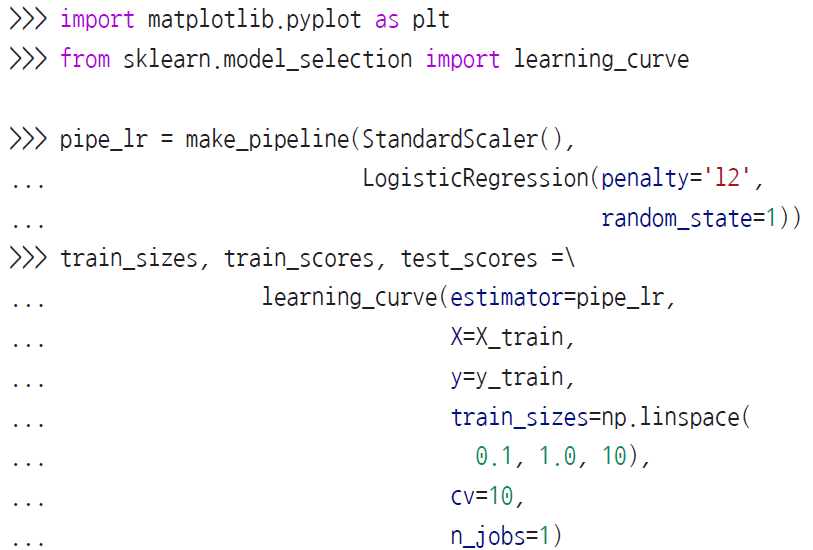 >>> import matplotlib.pyplot as plt
>>> from sklearn.model_selection import learning_curve
>>> pipe_lr = make_pipeline(StandardScaler(),
...                         LogisticRegression(penalty='l2',
...                                            random_state=1))
>>> train_sizes, train_scores, test_scores =\
...                 learning_curve(estimator=pipe_lr,
...                                X=X_train,
...                                y=y_train,
...                                train_sizes=np.linspace(
...                                  0.1, 1.0, 10),
...                                cv=10,
...                                n_jobs=1)